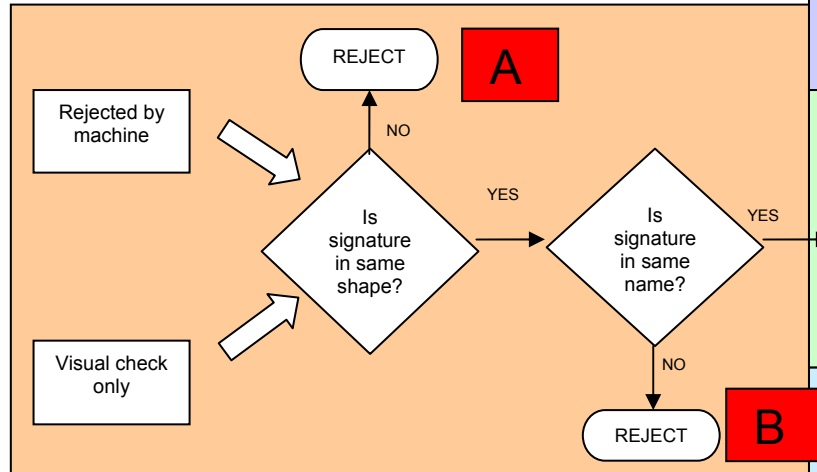 REJECT
A
Rejected by
machine
NO
YES
Is
signature
in same
shape?
Is
signature
in same
name?
YES
Visual check
only
NO
REJECT
B